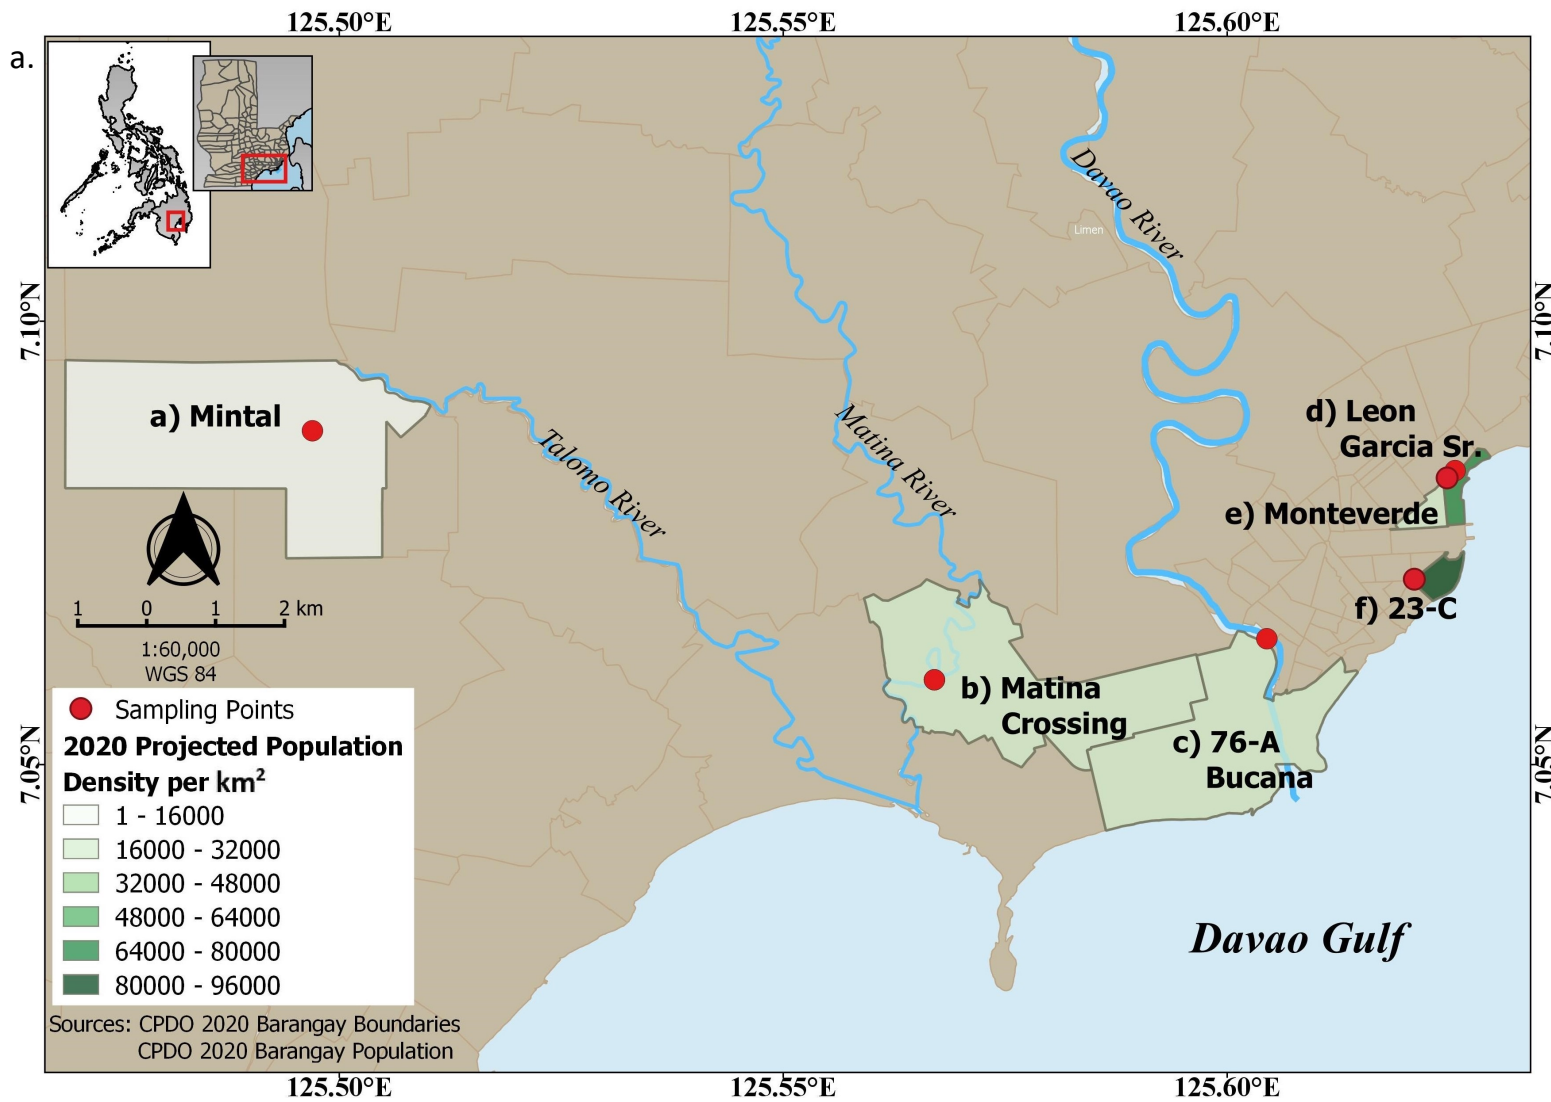 a.
125.50°E
125.55°E
125.60°E
7.10°N
7.10°N
Davao River
Limen
a) Mintal
Talomo River
Matina River
d) Leon
Garcia Sr.
e) Monteverde
f) 23-C
b) Matina
Crossing
c) 76-A
Bucana
1 0 1 2 km
1:60,000
WGS 84
7.05°N
7.05°N
Sampling Points
2020 Projected Population
Density per km²
1 - 16000
16000 - 32000
32000 - 48000
48000 - 64000
64000 - 80000
80000 - 96000
Davao Gulf
Sources: CPDO 2020 Barangay Boundaries
CPDO 2020 Barangay Population
125.50°E
125.55°E
125.60°E